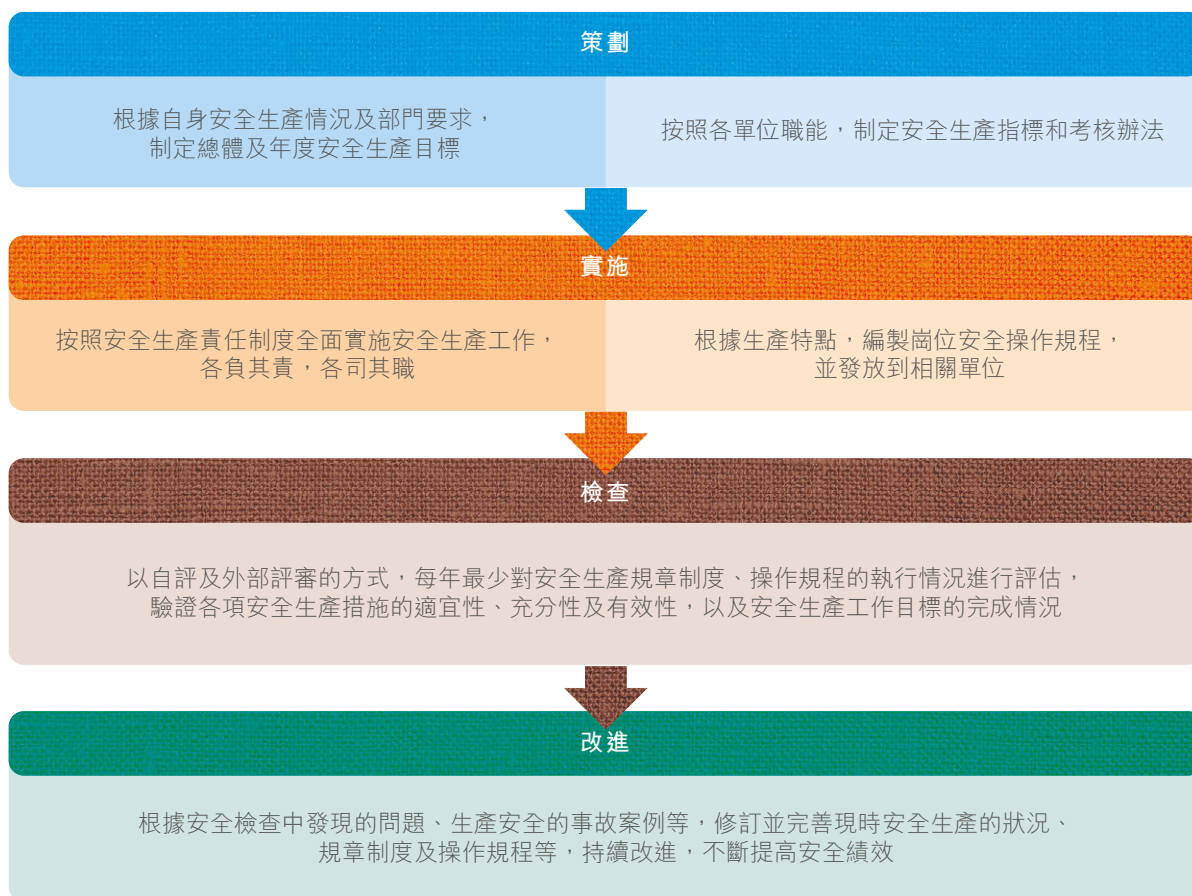 策劃
根據自身安全生產情況及部門要求，
制定總體及年度安全生產目標
按照各單位職能，制定安全生產指標和考核辦法
實施
按照安全生產責任制度全面實施安全生產工作，
各負其責，各司其職
根據生產特點，編製崗位安全操作規程，
並發放到相關單位
檢查
以自評及外部評審的方式，每年最少對安全生產規章制度、操作規程的執行情況進行評估，
驗證各項安全生產措施的適宜性、充分性及有效性，以及安全生產工作目標的完成情況
改進
根據安全檢查中發現的問題、生產安全的事故案例等，修訂並完善現時安全生產的狀況、
規章制度及操作規程等，持續改進，不斷提高安全績效